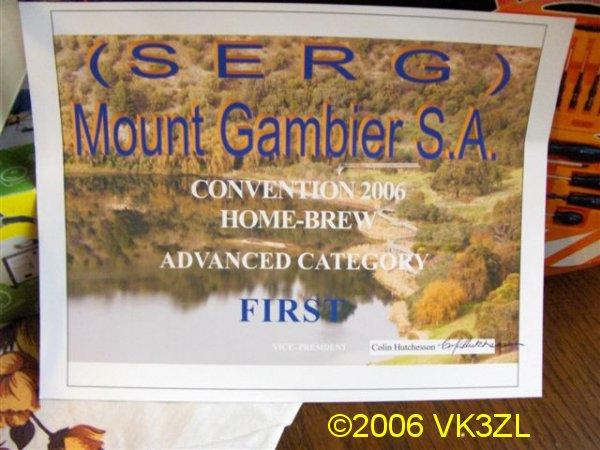 ( S E R G )
Mount Gambier S.A.
CONVENTION 2006
HOME-BREW
ADVANCED CATEGORY
FIRST
VICE- PRESIDENT Colin Hutchesson
©2006 VK3ZL